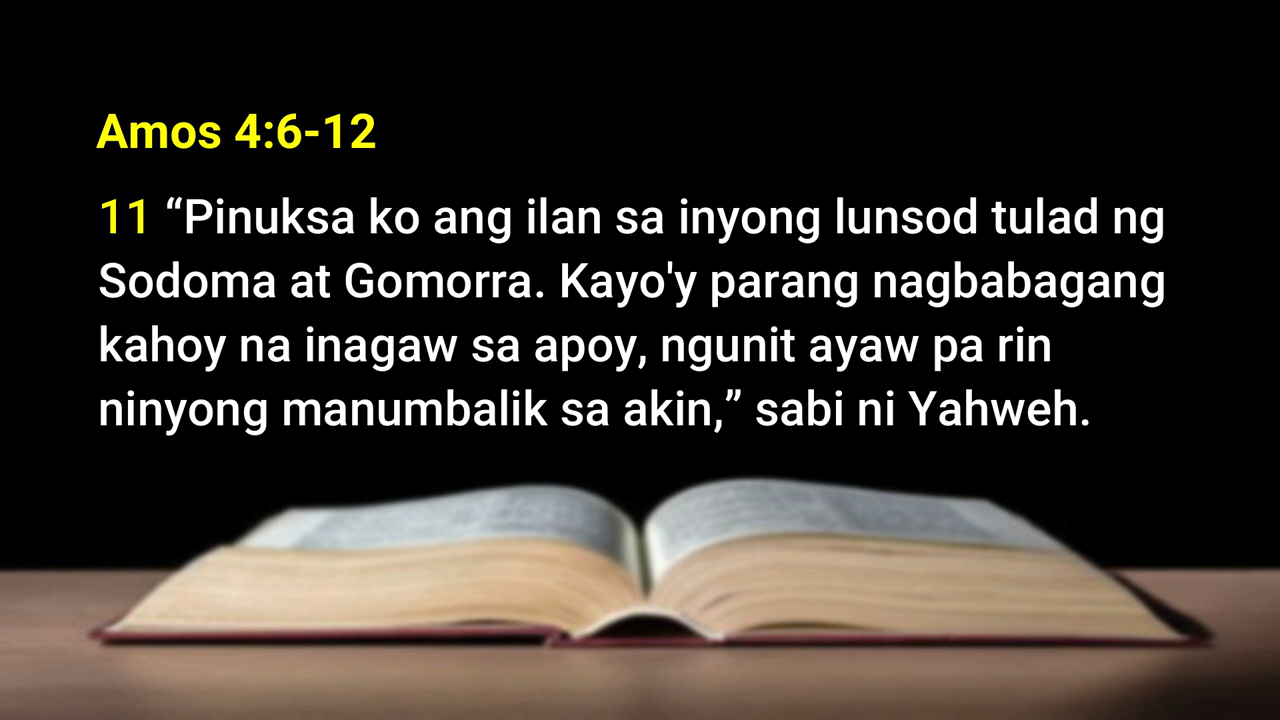 Amos 4:6-12
11 “Pinuksa ko ang ilan sa inyong lunsod tulad ng
Sodoma at Gomorra. Kayo'y parang nagbabagang
kahoy na inagaw sa apoy, ngunit ayaw pa rin
ninyong manumbalik sa akin,” sabi ni Yahweh.